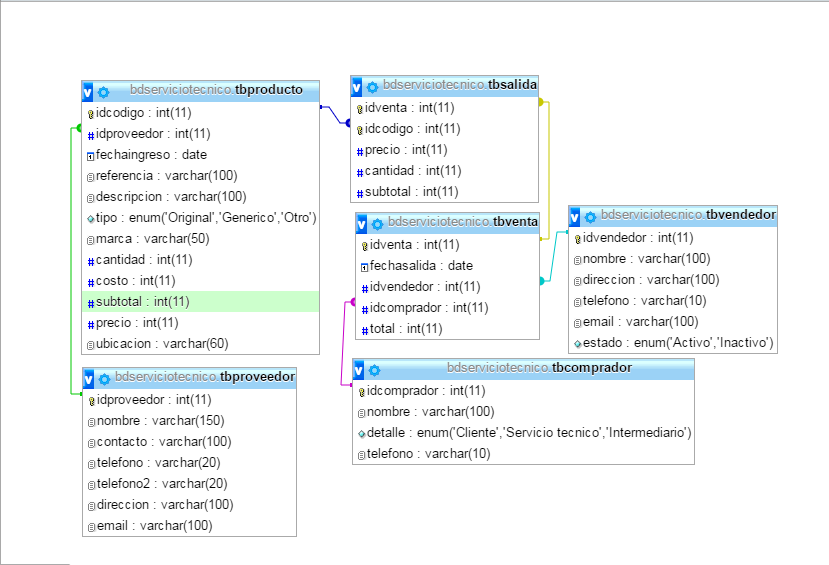 bdserviciotecnico.tbproducto
idcodigo : int(11)
idproveedor : int(11)
fechaingreso : date
referencia : varchar(100)
descripcion : varchar(100)
tipo : enum('Original','Generico','Otro')
marca : varchar(50)
cantidad : int(11)
costo : int(11)
subtotal : int(11)
precio : int(11)
ubicacion : varchar(60)
bdserviciotecnico.tbproveedor
idproveedor : int(11)
nombre : varchar(150)
contacto : varchar(100)
telefono : varchar(20)
telefono2 : varchar(20)
direccion : varchar(100)
email : varchar(100)
bdserviciotecnico.tbsalida
idventa : int(11)
idcodigo : int(11)
precio : int(11)
cantidad : int(11)
subtotal : int(11)
bdserviciotecnico.tbventa
idventa : int(11)
fechasalida : date
idvendedor : int(11)
idcomprador : int(11)
total : int(11)
bdserviciotecnico.tbcomprador
idcomprador : int(11)
nombre : varchar(100)
detalle : enum('Cliente','Servicio tecnico','Intermediario')
telefono : varchar(10)
bdserviciotecnico.tbvendedor
idvendedor : int(11)
nombre : varchar(100)
direccion : varchar(100)
telefono : varchar(10)
email : varchar(100)
estado : enum('Activo','Inactivo')